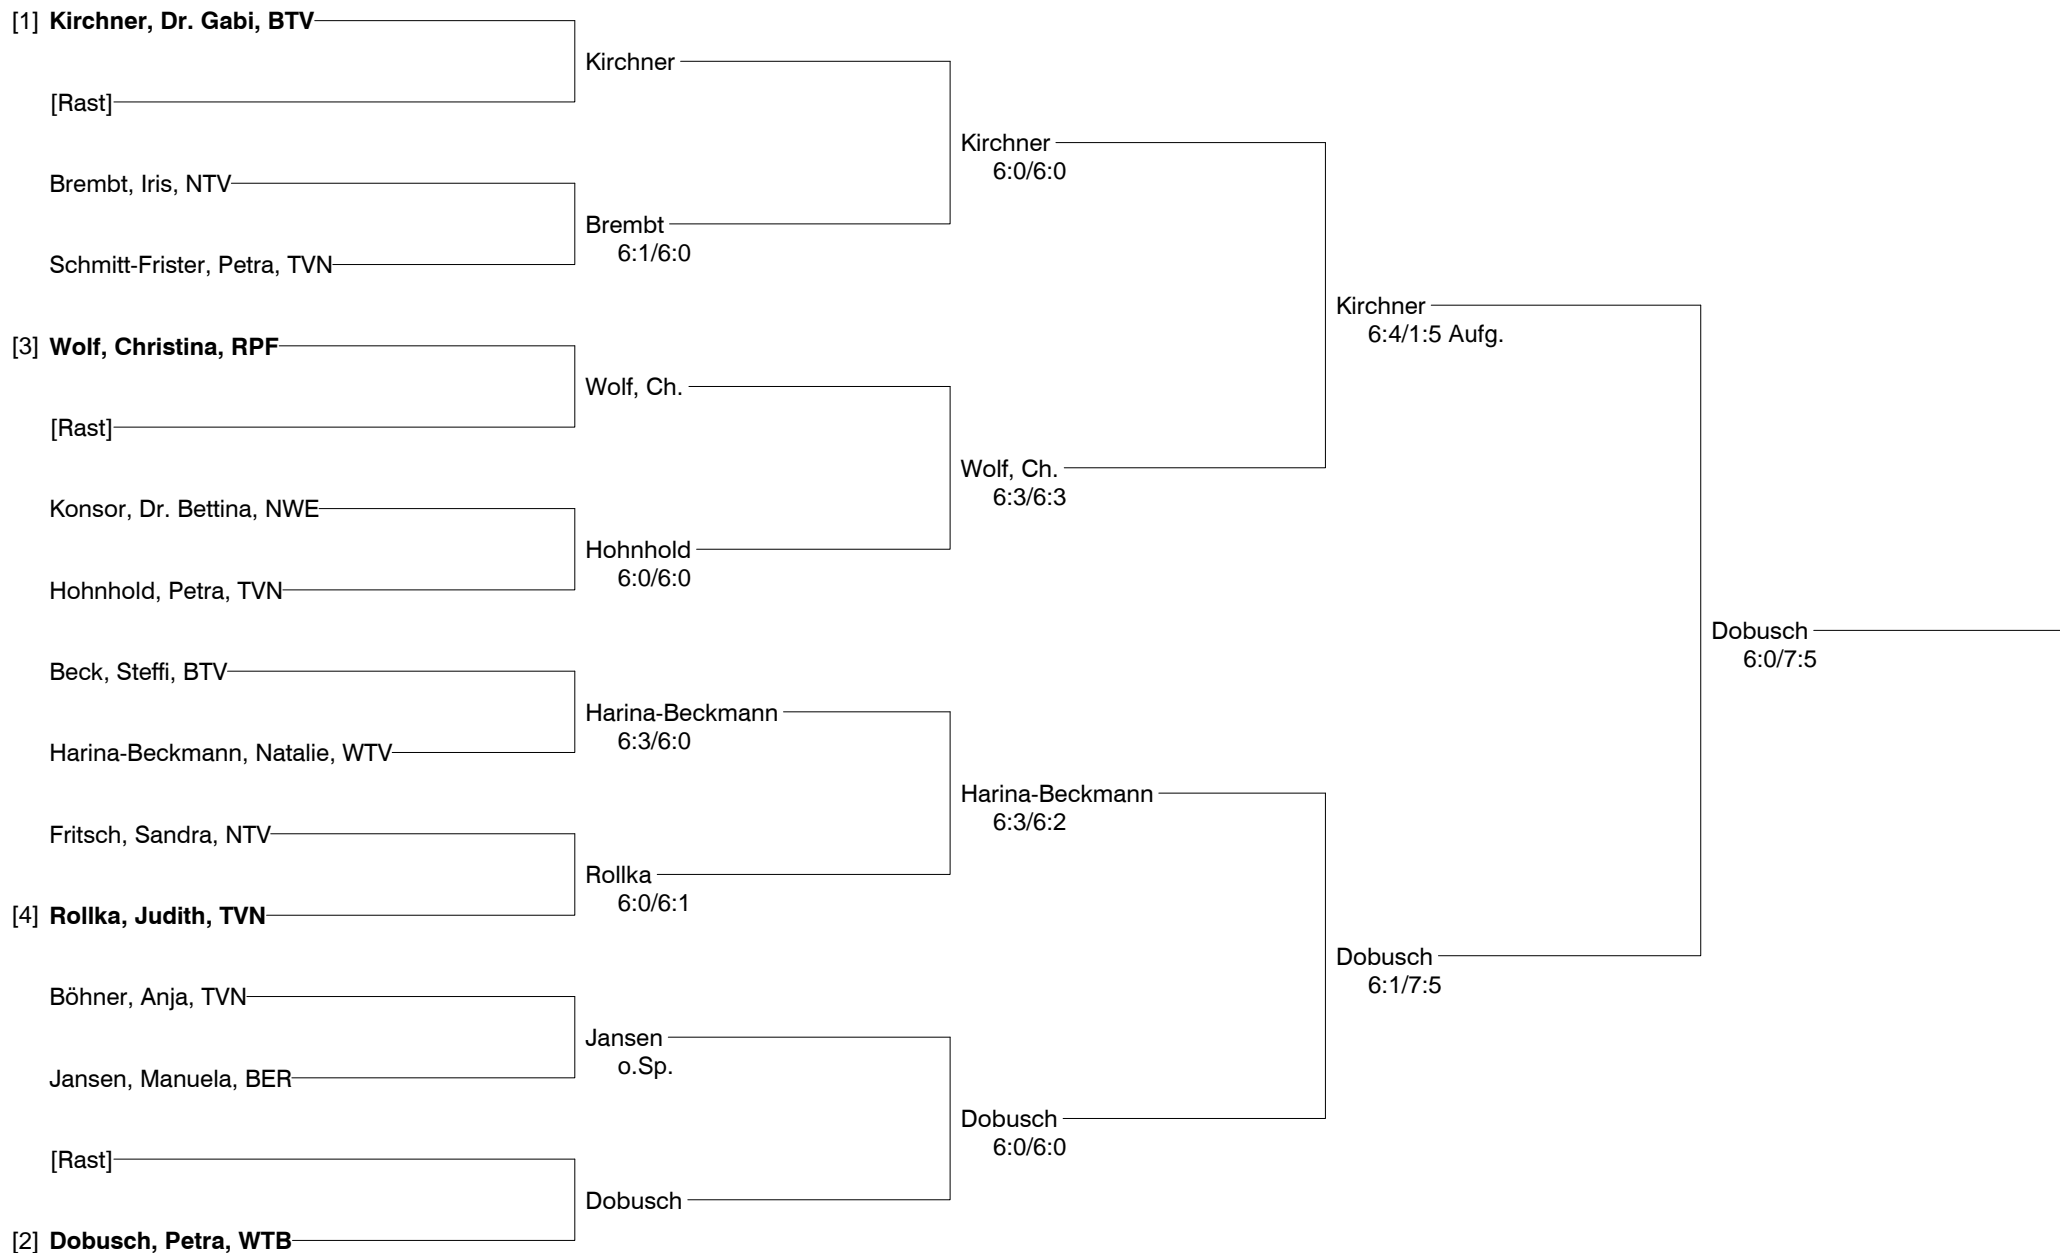 [1] Kirchner, Dr. Gabi, BTV
Kirchner
[Rast]
Kirchner
6:0/6:0
Brembt, Iris, NTV
Brembt
6:1/6:0
Schmitt-Frister, Petra, TVN
Kirchner
6:4/1:5 Aufg.
[3] Wolf, Christina, RPF
Wolf, Ch.
[Rast]
Wolf, Ch.
6:3/6:3
Konsor, Dr. Bettina, NWE
Hohnhold
6:0/6:0
Hohnhold, Petra, TVN
Dobusch
6:0/7:5
Beck, Steffi, BTV
Harina-Beckmann
6:3/6:0
Harina-Beckmann, Natalie, WTV
Harina-Beckmann
6:3/6:2
Fritsch, Sandra, NTV
Rollka
6:0/6:1
[4] Rollka, Judith, TVN
Dobusch
6:1/7:5
Böhner, Anja, TVN
Jansen
o.Sp.
Jansen, Manuela, BER
Dobusch
6:0/6:0
[Rast]
Dobusch
[2] Dobusch, Petra, WTB